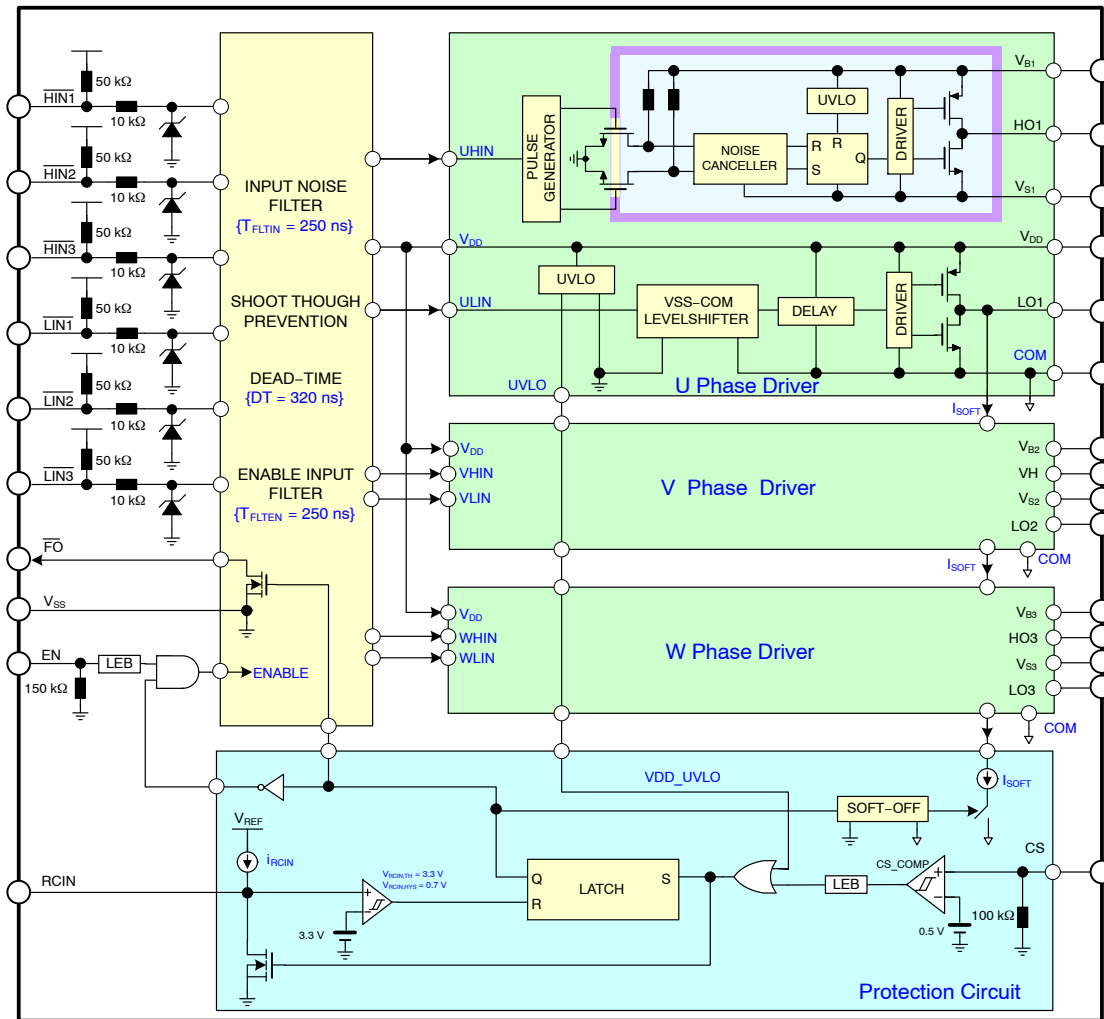 50 kΩ
HIN1
10 kΩ
50 kΩ
HIN2
10 kΩ
50 kΩ
HIN3
10 kΩ
50 kΩ
LIN1
10 kΩ
50 kΩ
LIN2
10 kΩ
50 kΩ
LIN3
10 kΩ
FO
VSS
EN
LEB
150 kΩ
ENABLE
INPUT NOISE
FILTER
{TFLTIN = 250 ns}
SHOOT THOUGH
PREVENTION
DEAD-TIME
{DT = 320 ns}
ENABLE INPUT
FILTER
{TFLTEN = 250 ns}
UHIN
PULSE
GENERATOR
NOISE
CANCELLER
UVLO
R
R
S
Q
DRIVER
VB1
HO1
VS1
VDD
VDD
UVLO
ULIN
VSS-COM
LEVELSHIFTER
DELAY
DRIVER
LO1
COM
UVLO
U Phase Driver
ISOFT
VDD
VHIN
VLIN
V Phase Driver
VB2
VH
VS2
LO2
COM
ISOFT
VDD
WHIN
WLIN
W Phase Driver
VB3
HO3
VS3
LO3
COM
VDD_UVLO
ISOFT
SOFT-OFF
VREF
iRCIN
RCIN
VRCIN,TH = 3.3 V
VRCIN,HYS = 0.7 V
+
−
3.3 V
Q
R
LATCH
S
LEB
CS_COMP
+
−
0.5 V
100 kΩ
CS
Protection Circuit